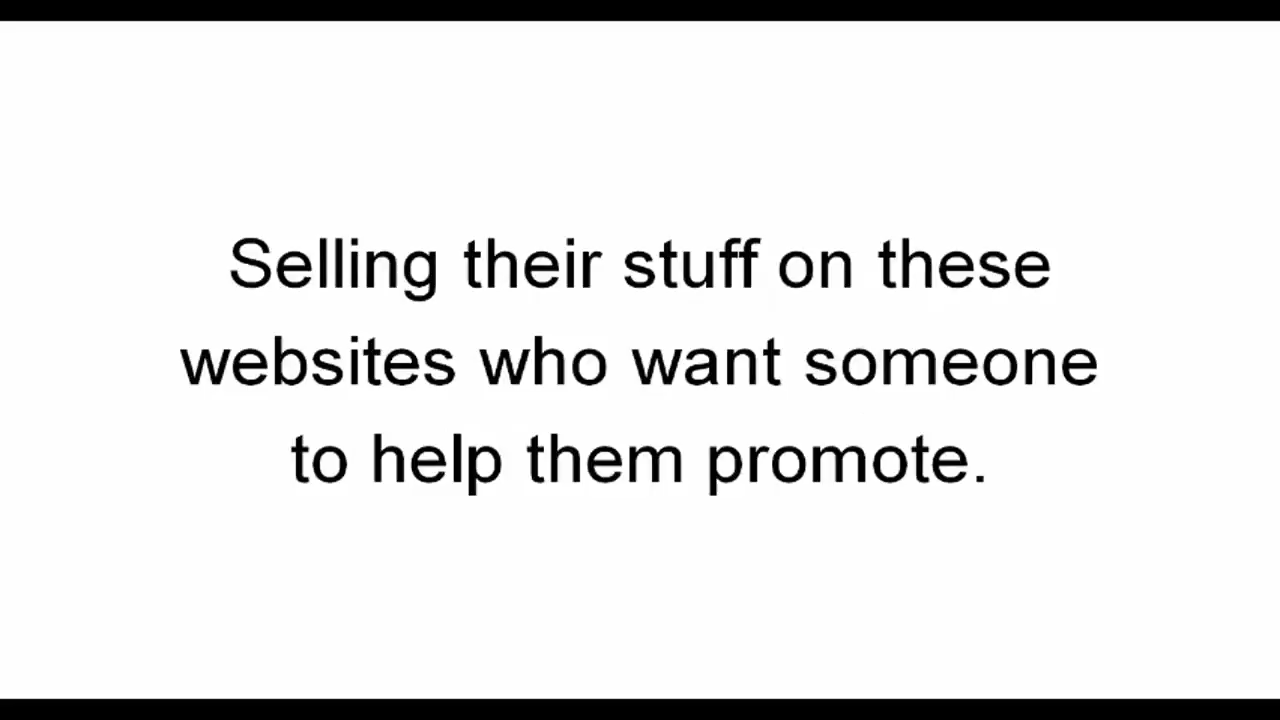 Selling their stuff on these
websites who want someone
to help them promote.